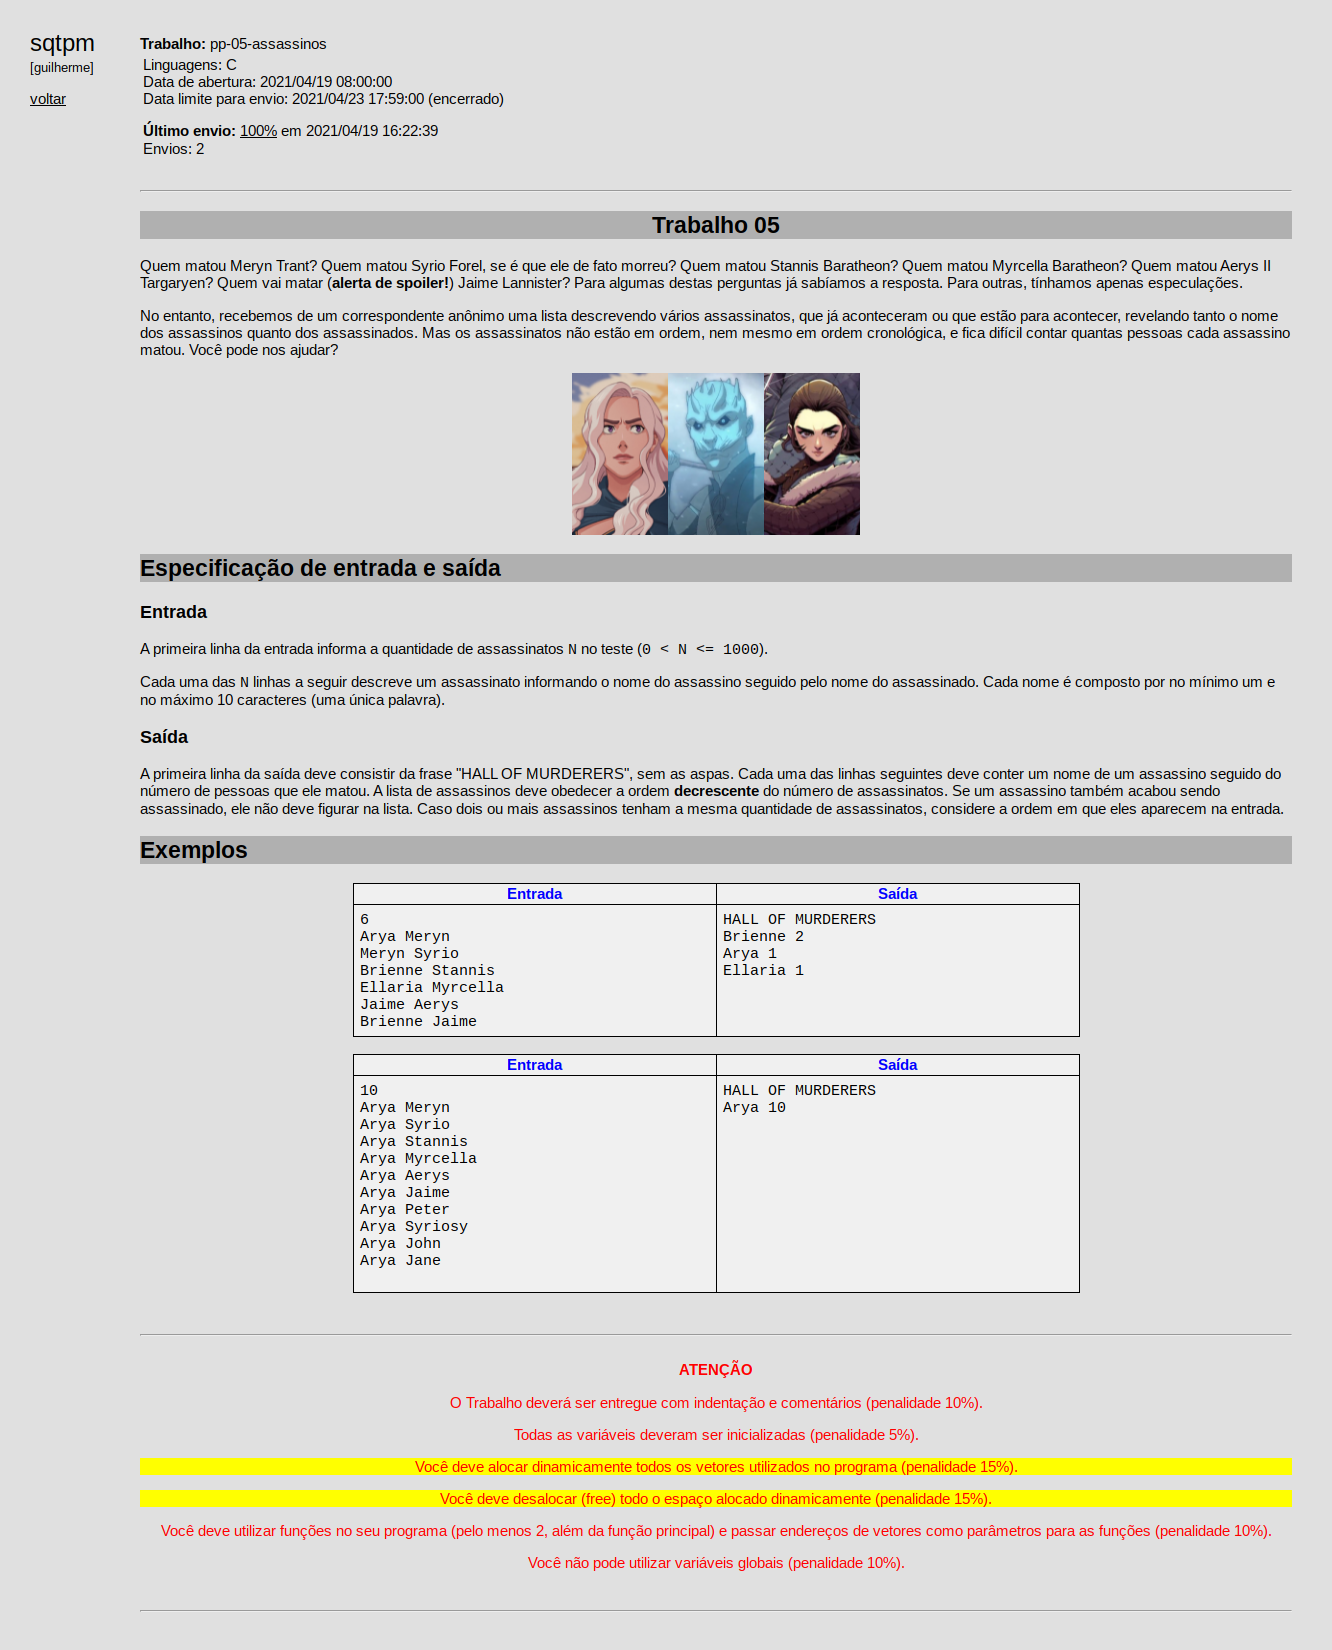 sqtpm
[guilherme]
voltar
Trabalho: pp-05-assassinos
Linguagens: C
Data de abertura: 2021/04/19 08:00:00
Data limite para envio: 2021/04/23 17:59:00 (encerrado)
Último envio: 100% em 2021/04/19 16:22:39
Envios: 2
Trabalho 05
Quem matou Meryn Trant? Quem matou Syrio Forel, se é que ele de fato morreu? Quem matou Stannis Baratheon? Quem matou Myrcella Baratheon? Quem matou Aerys II
Targaryen? Quem vai matar (alerta de spoiler!) Jaime Lannister? Para algumas destas perguntas já sabíamos a resposta. Para outras, tínhamos apenas especulações.
No entanto, recebemos de um correspondente anônimo uma lista descrevendo vários assassinatos, que já aconteceram ou que estão para acontecer, revelando tanto o nome
dos assassinos quanto dos assassinados. Mas os assassinatos não estão em ordem, nem mesmo em ordem cronológica, e fica difícil contar quantas pessoas cada assassino
matou. Você pode nos ajudar?
Especificação de entrada e saída
Entrada
A primeira linha da entrada informa a quantidade de assassinatos N no teste (0 < N <= 1000).
Cada uma das N linhas a seguir descreve um assassinato informando o nome do assassino seguido pelo nome do assassinado. Cada nome é composto por no mínimo um e
no máximo 10 caracteres (uma única palavra).
Saída
A primeira linha da saída deve consistir da frase "HALL OF MURDERERS", sem as aspas. Cada uma das linhas seguintes deve conter um nome de um assassino seguido do
número de pessoas que ele matou. A lista de assassinos deve obedecer a ordem decrescente do número de assassinatos. Se um assassino também acabou sendo
assassinado, ele não deve figurar na lista. Caso dois ou mais assassinos tenham a mesma quantidade de assassinatos, considere a ordem em que eles aparecem na entrada.
Exemplos
Entrada
6
Arya Meryn
Meryn Syrio
Brienne Stannis
Ellaria Myrcella
Jaime Aerys
Brienne Jaime
Saída
HALL OF MURDERERS
Brienne 2
Arya 1
Ellaria 1
Entrada
10
Arya Meryn
Arya Syrio
Arya Stannis
Arya Myrcella
Arya Aerys
Arya Jaime
Arya Peter
Arya Syriosy
Arya John
Arya Jane
Saída
HALL OF MURDERERS
Arya 10
ATENÇÃO
O Trabalho deverá ser entregue com indentação e comentários (penalidade 10%).
Todas as variáveis deveram ser inicializadas (penalidade 5%).
Você deve alocar dinamicamente todos os vetores utilizados no programa (penalidade 15%).
Você deve desalocar (free) todo o espaço alocado dinamicamente (penalidade 15%).
Você deve utilizar funções no seu programa (pelo menos 2, além da função principal) e passar endereços de vetores como parâmetros para as funções (penalidade 10%).
Você não pode utilizar variáveis globais (penalidade 10%).